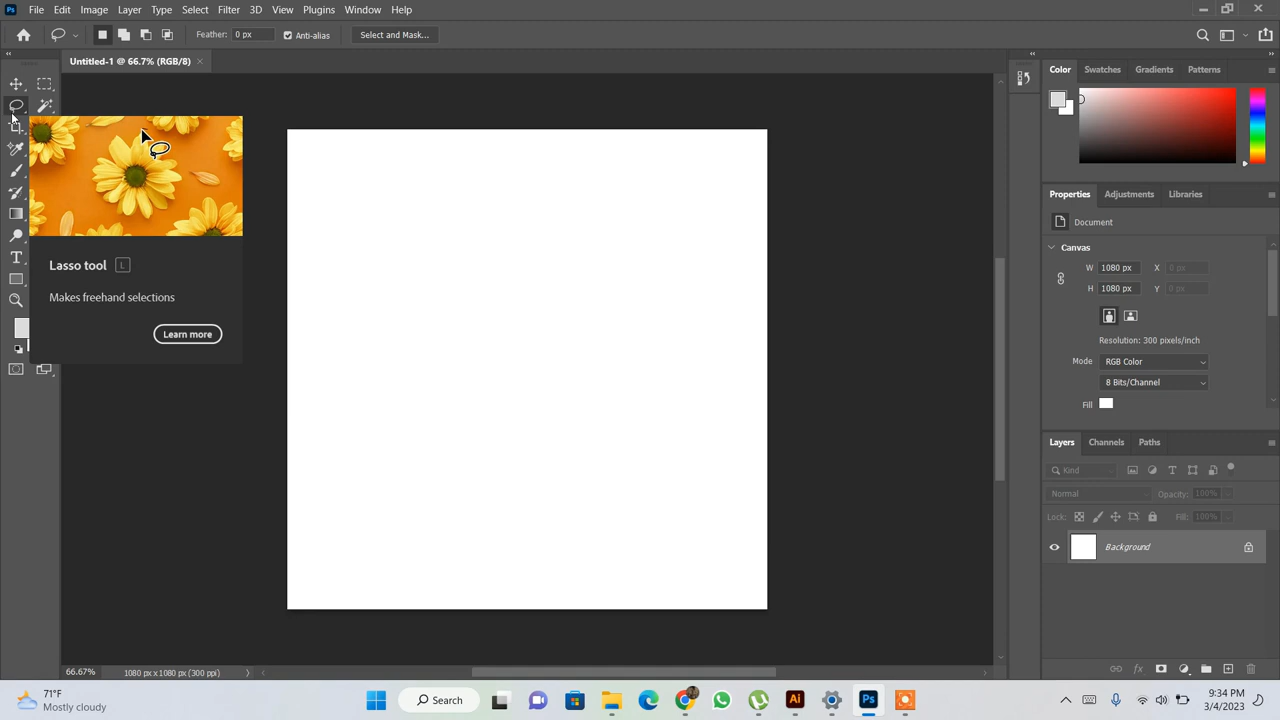 Ps File Edit Image Layer Type Select Filter 3D View Plugins Window Help
Feather: 0 px Anti-alias Select and Mask...
Untitled-1 @ 66.7% (RGB/8)
Color Swatches Gradients Patterns
Lasso tool L
Makes freehand selections
Learn more
Properties Adjustments Libraries
Document
Canvas
W 1080 px X 0 px
H 1080 px Y 0 px
Resolution: 300 pixels/inch
Mode RGB Color
8 Bits/Channel
Fill
Layers Channels Paths
Kind
Normal Opacity: 100%
Lock: Fill: 100%
Background
66.67% 1080 px x 1080 px (300 ppi)
71°F
Mostly cloudy
Search
Ai
Ps
9:34 PM
3/4/2023